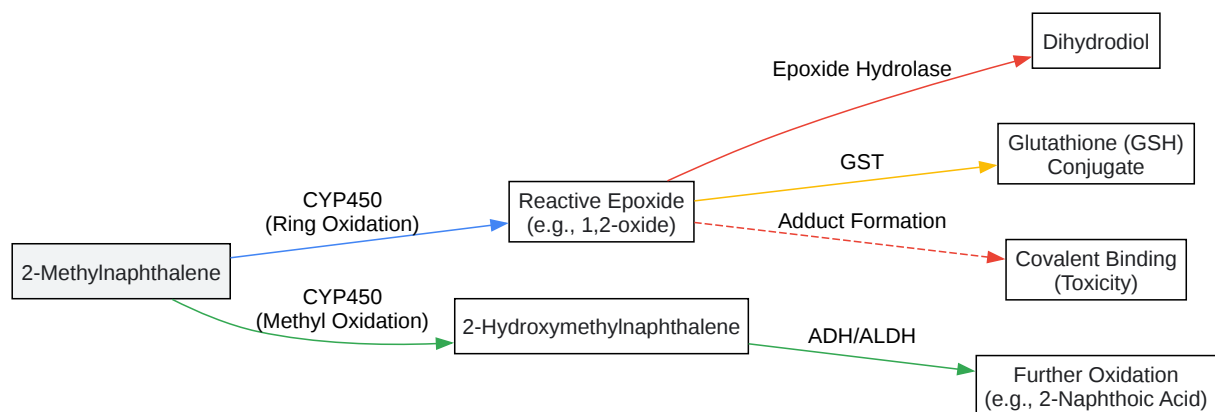 Dihydrodiol
Epoxide Hydrolase
Glutathione (GSH)
Conjugate
GST
CYP450
(Ring Oxidation)
Reactive Epoxide
(e.g., 1,2-oxide)
Adduct Formation
Covalent Binding
(Toxicity)
2-Methylnaphthalene
CYP450
(Methyl Oxidation)
2-Hydroxymethylnaphthalene
ADH/ALDH
Further Oxidation
(e.g., 2-Naphthoic Acid)